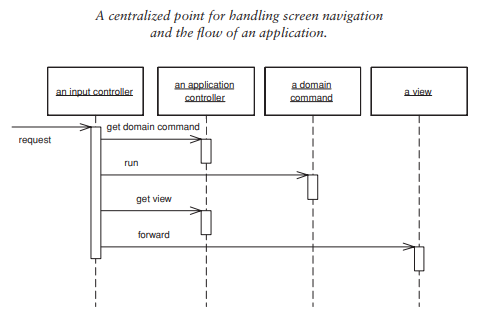 A centralized point for handling screen navigation
and the flow of an application.
an input controller
an application
controller
a domain
command
a view
get domain command
request
run
get view
forward